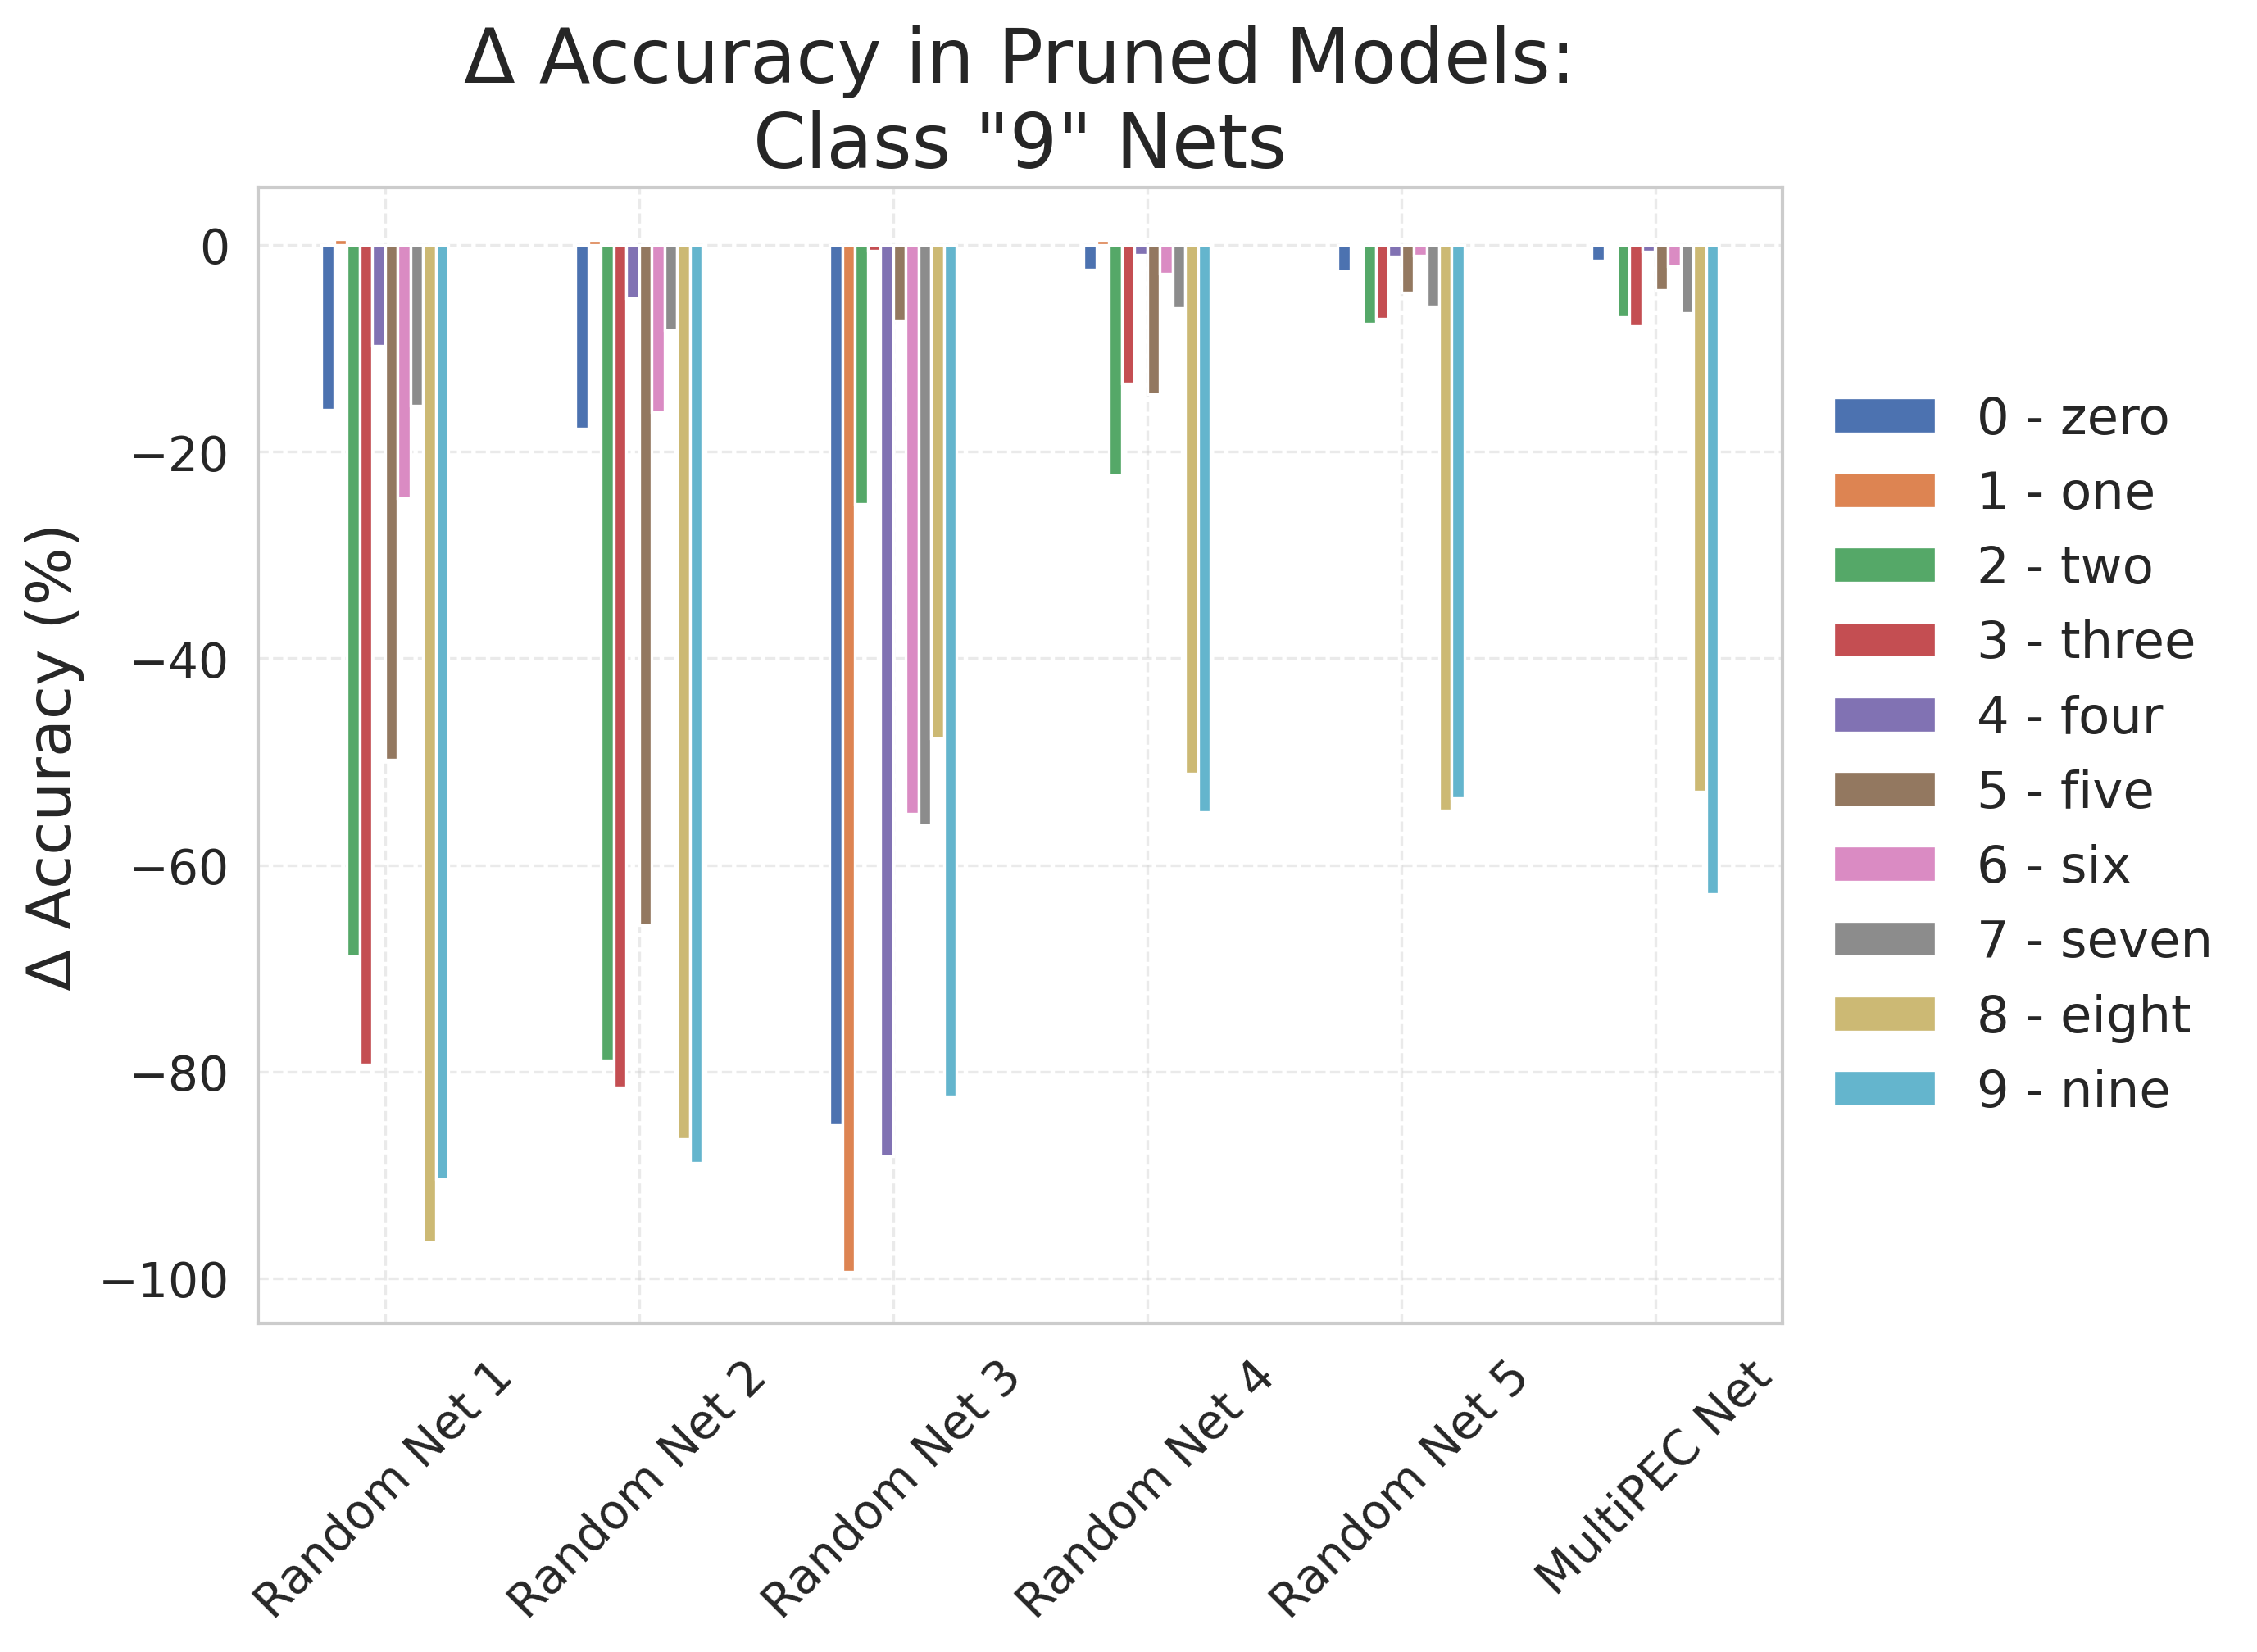 Δ Accuracy in Pruned Models:
Class "9" Nets
Δ Accuracy (%)
0
−20
−40
−60
−80
−100
Random Net 1
Random Net 2
Random Net 3
Random Net 4
Random Net 5
MultiPEC Net
0 - zero
1 - one
2 - two
3 - three
4 - four
5 - five
6 - six
7 - seven
8 - eight
9 - nine